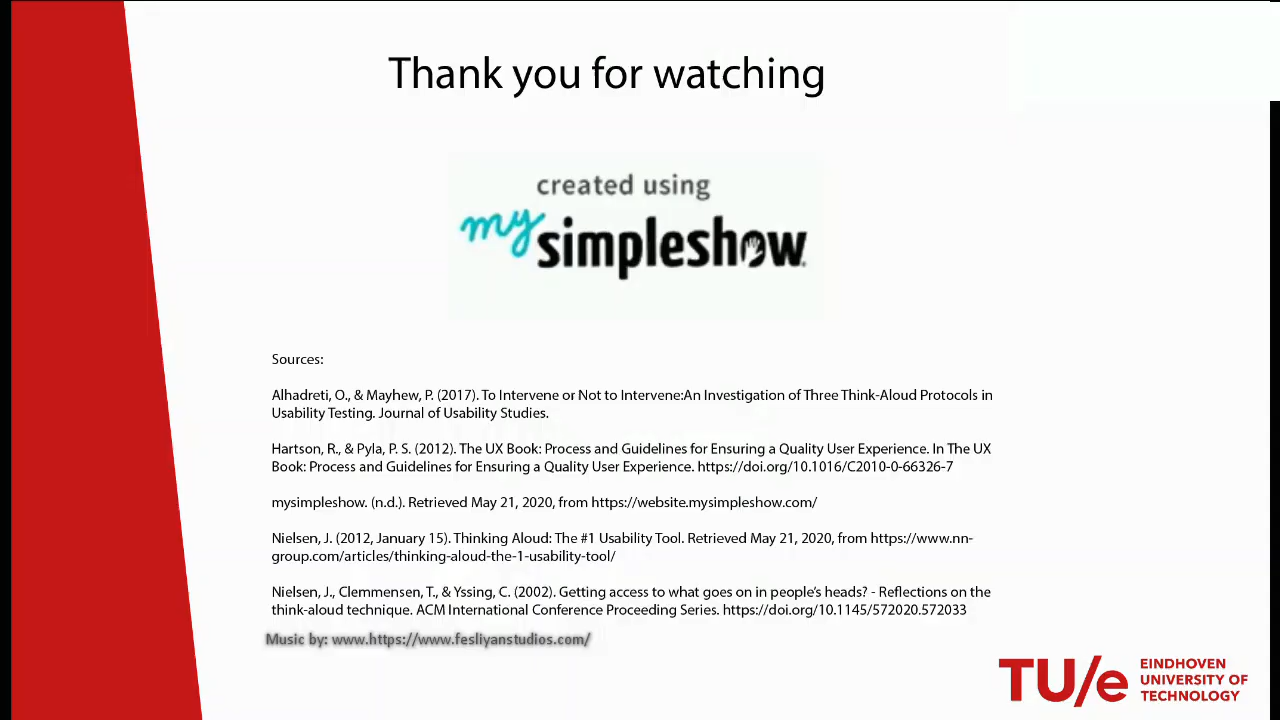 Thank you for watching
created using
my simpleshow
Sources:
Alhadreti, O., & Mayhew, P. (2017). To Intervene or Not to Intervene:An Investigation of Three Think-Aloud Protocols in
Usability Testing. Journal of Usability Studies.
Hartson, R., & Pyla, P. S. (2012). The UX Book: Process and Guidelines for Ensuring a Quality User Experience. In The UX
Book: Process and Guidelines for Ensuring a Quality User Experience. https://doi.org/10.1016/C2010-0-66326-7
mysimpleshow. (n.d.). Retrieved May 21, 2020, from https://website.mysimpleshow.com/
Nielsen, J. (2012, January 15). Thinking Aloud: The #1 Usability Tool. Retrieved May 21, 2020, from https://www.nn-
group.com/articles/thinking-aloud-the-1-usability-tool/
Nielsen, J., Clemmensen, T., & Yssing, C. (2002). Getting access to what goes on in people's heads? - Reflections on the
think-aloud technique. ACM International Conference Proceeding Series. https://doi.org/10.1145/572020.572033
Music by: www.https://www.fesliyanstudios.com/
TU/e
EINDHOVEN
UNIVERSITY OF
TECHNOLOGY